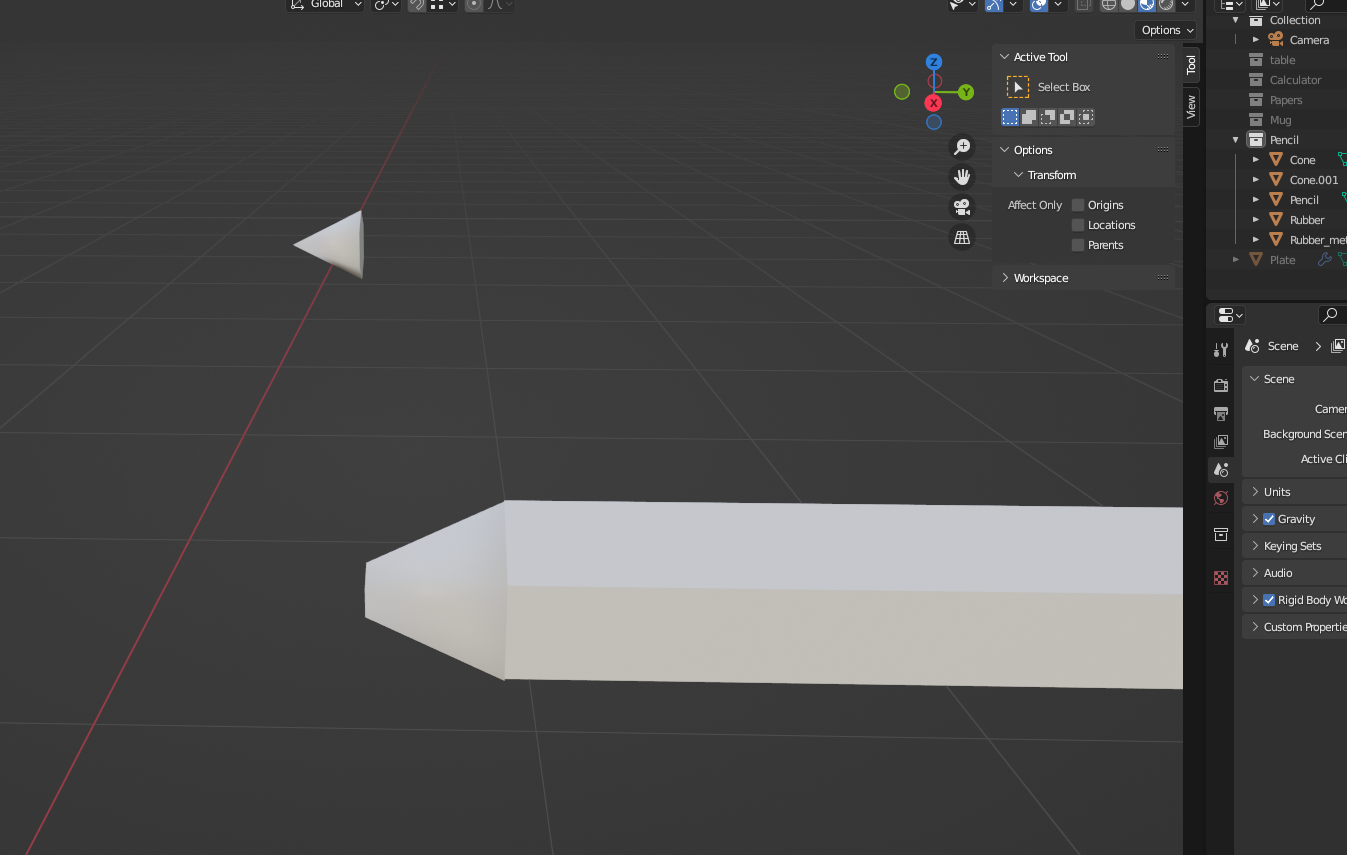 Global
Options
Z
Y
X
Active Tool
Select Box
Options
Transform
Affect Only
Origins
Locations
Parents
Workspace
Tool
View
Collection
Camera
table
Calculator
Papers
Mug
Pencil
Cone
Cone.001
Pencil
Rubber
Rubber_met
Plate
Scene
Scene
Camer
Background Scen
Active Cli
Units
Gravity
Keying Sets
Audio
Rigid Body Wo
Custom Propertie